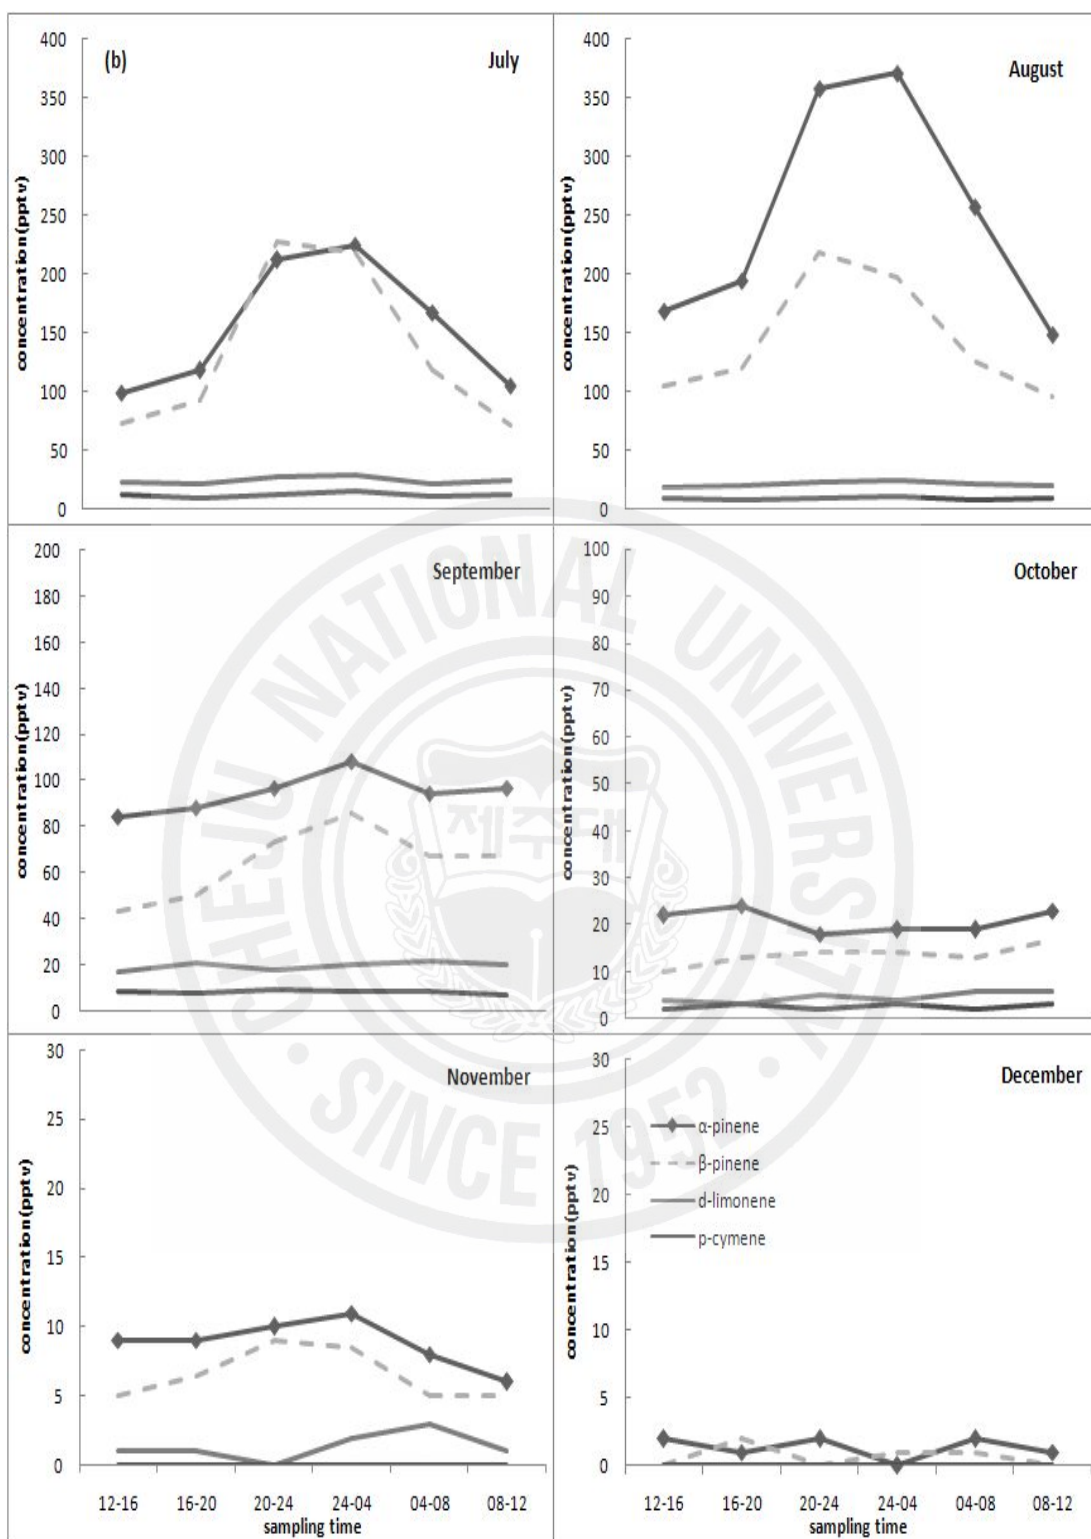 (b)
July
400
350
300
250
200
150
100
50
0
concentration(pptv)
August
400
350
300
250
200
150
100
50
0
concentration(pptv)
September
200
180
160
140
120
100
80
60
40
20
0
concentration(pptv)
October
100
90
80
70
60
50
40
30
20
10
0
concentration(pptv)
November
30
25
20
15
10
5
0
concentration(pptv)
12-16 16-20 20-24 24-04 04-08 08-12
sampling time
December
30
25
20
15
10
5
0
concentration(pptv)
α-pinene
β-pinene
d-limonene
p-cymene
12-16 16-20 20-24 24-04 04-08 08-12
sampling time
CHEJU NATIONAL UNIVERSITY
제주대
SINCE 1952